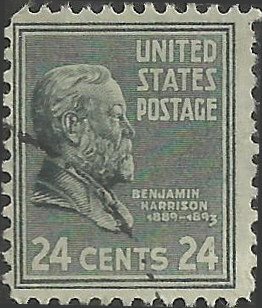 UNITED
STATES
POSTAGE
BENJAMIN
HARRISON
1889-1893
24 CENTS 24